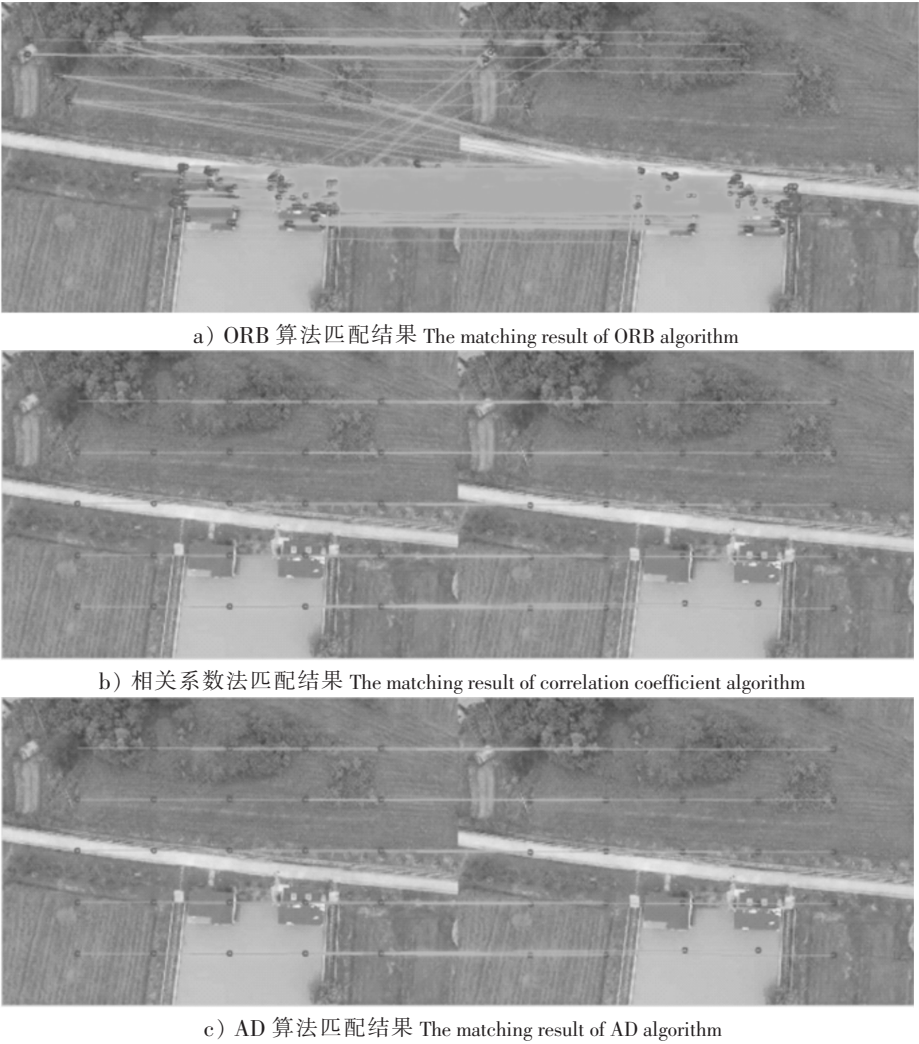 a) ORB 算法匹配结果 The matching result of ORB algorithm
b) 相关系数法匹配结果 The matching result of correlation coefficient algorithm
c) AD 算法匹配结果 The matching result of AD algorithm